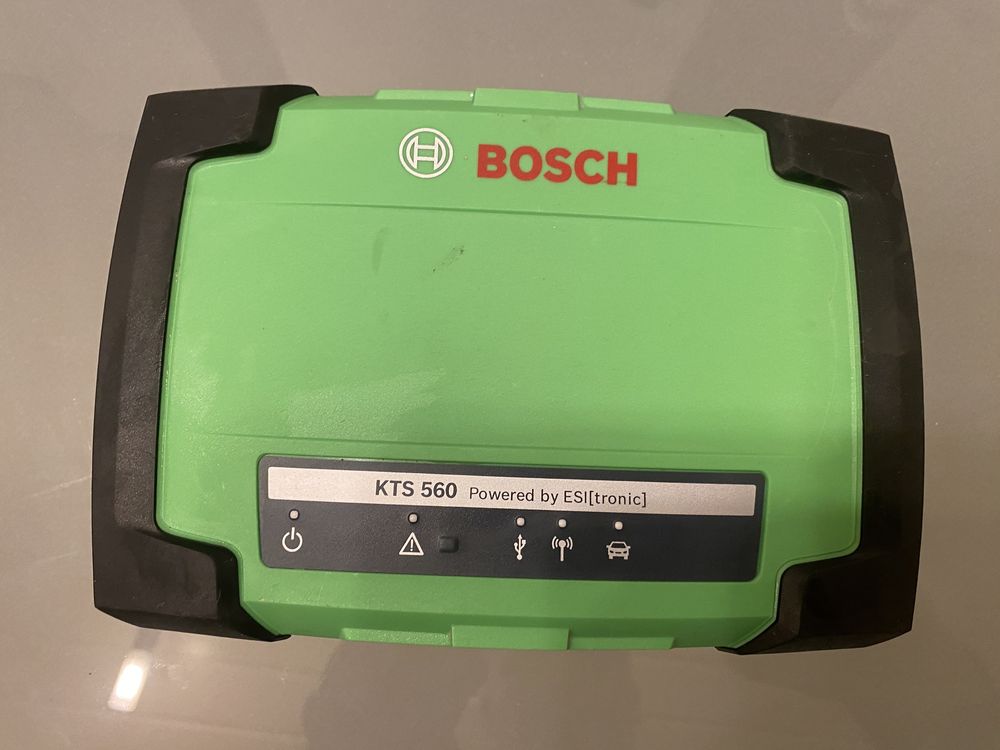 BOSCH
KTS 560 Powered by ESI[tronic]